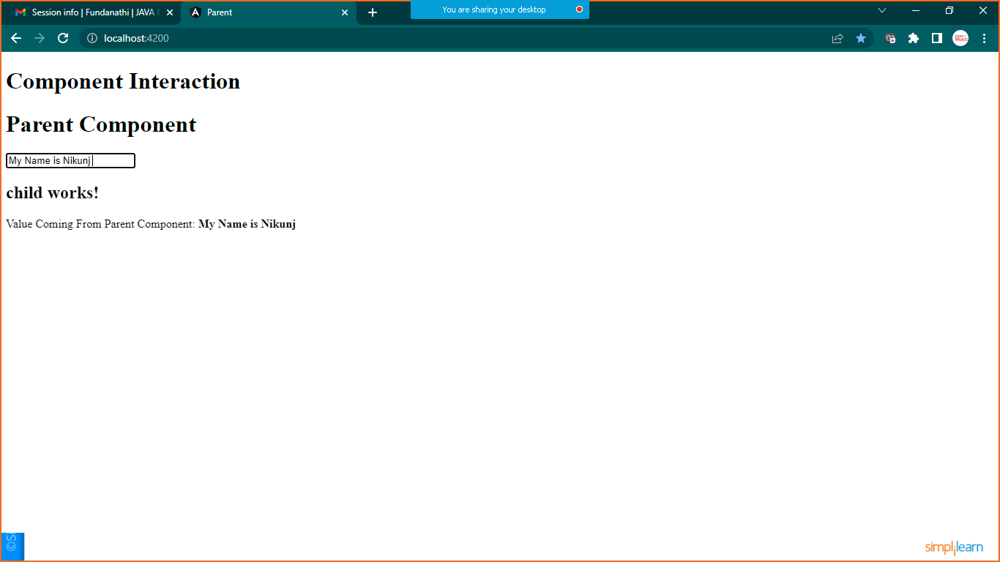 Session info | Fundanathi | JAVA
Parent
You are sharing your desktop
localhost:4200
Component Interaction
Parent Component
My Name is Nikunj
child works!
Value Coming From Parent Component: My Name is Nikunj
simplilearn